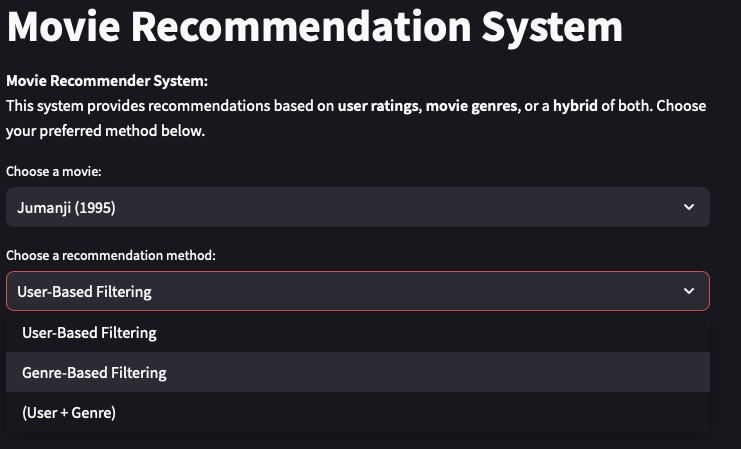 Movie Recommendation System
Movie Recommender System:
This system provides recommendations based on user ratings, movie genres, or a hybrid of both. Choose
your preferred method below.
Choose a movie:
Jumanji (1995)
Choose a recommendation method:
User-Based Filtering
User-Based Filtering
Genre-Based Filtering
(User + Genre)